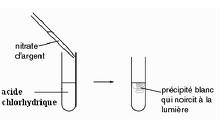 nitrate
d'argent
acide
chlorhydrique
précipité blanc
qui noircit à la
lumière